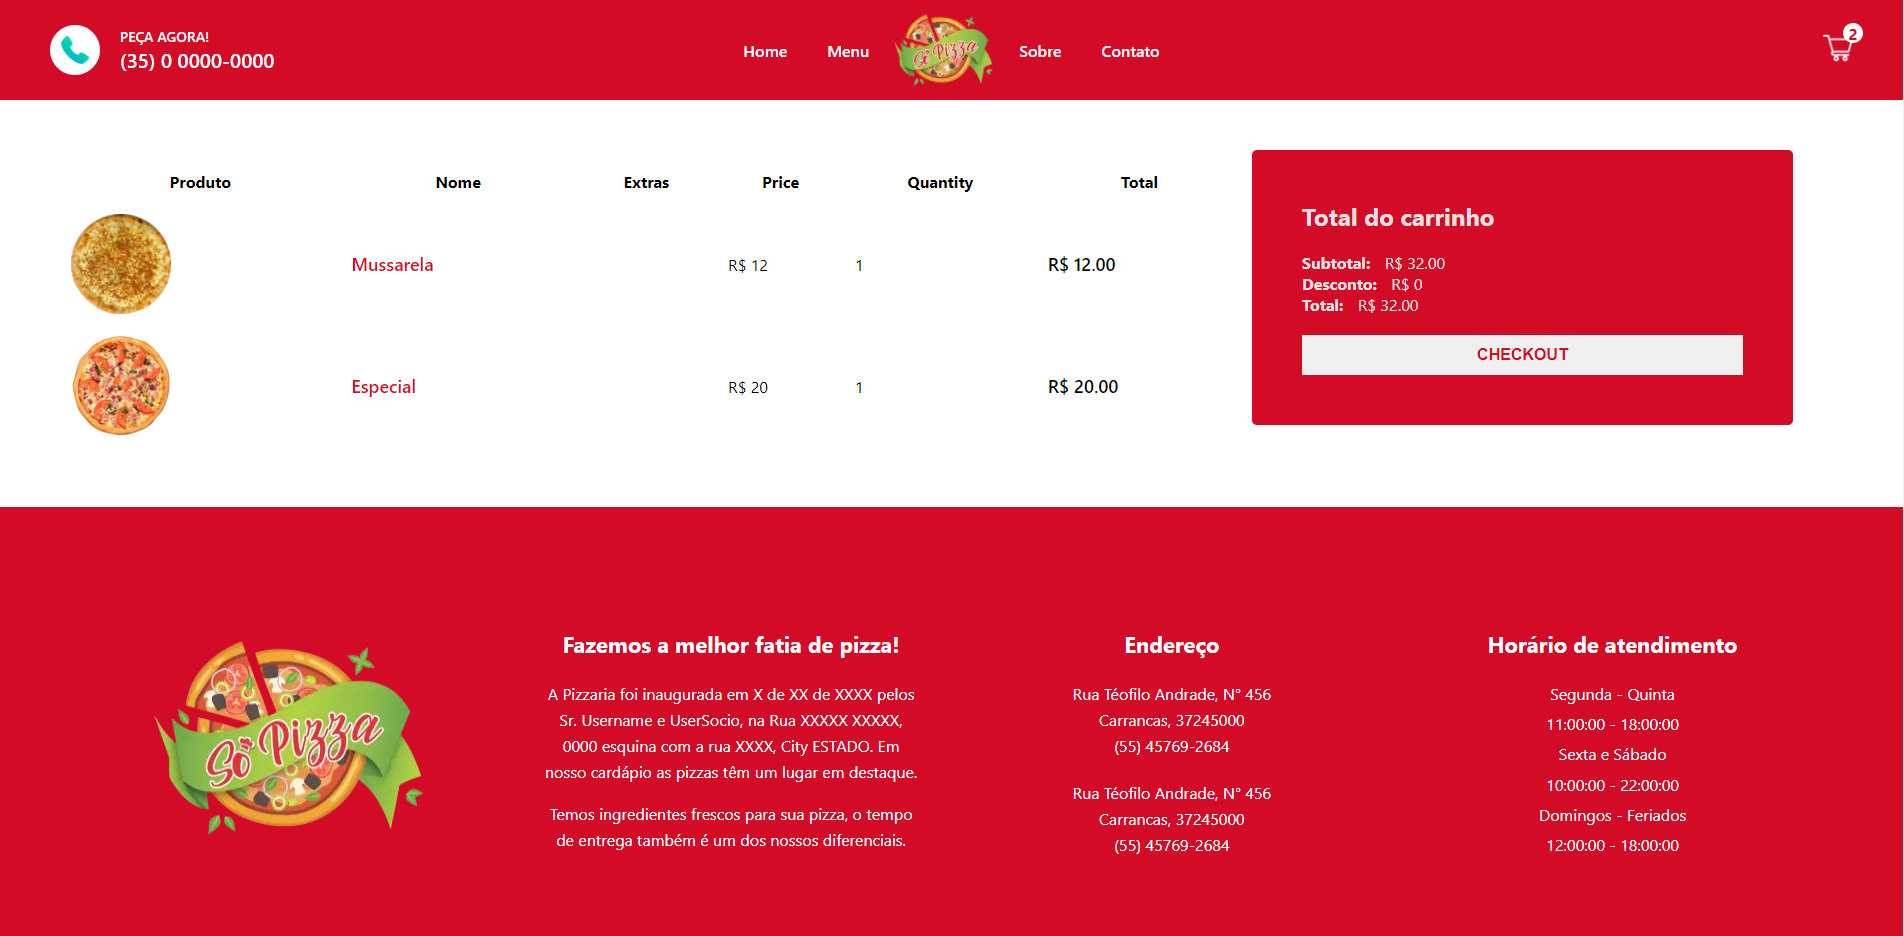 PEÇA AGORA!
(35) 0 0000-0000
Home Menu Só Pizza Sobre Contato
2
Produto Nome Extras Price Quantity Total
Mussarela R$ 12 1 R$ 12.00
Especial R$ 20 1 R$ 20.00
Total do carrinho
Subtotal: R$ 32.00
Desconto: R$ 0
Total: R$ 32.00
CHECKOUT
Só Pizza
Fazemos a melhor fatia de pizza!
A Pizzaria foi inaugurada em X de XX de XXXX pelos
Sr. Username e UserSocio, na Rua XXXXX XXXXX,
0000 esquina com a rua XXXX, City ESTADO. Em
nosso cardápio as pizzas têm um lugar em destaque.
Temos ingredientes frescos para sua pizza, o tempo
de entrega também é um dos nossos diferenciais.
Endereço
Rua Téofilo Andrade, N° 456
Carrancas, 37245000
(55) 45769-2684
Rua Téofilo Andrade, N° 456
Carrancas, 37245000
(55) 45769-2684
Horário de atendimento
Segunda - Quinta
11:00:00 - 18:00:00
Sexta e Sábado
10:00:00 - 22:00:00
Domingos - Feriados
12:00:00 - 18:00:00